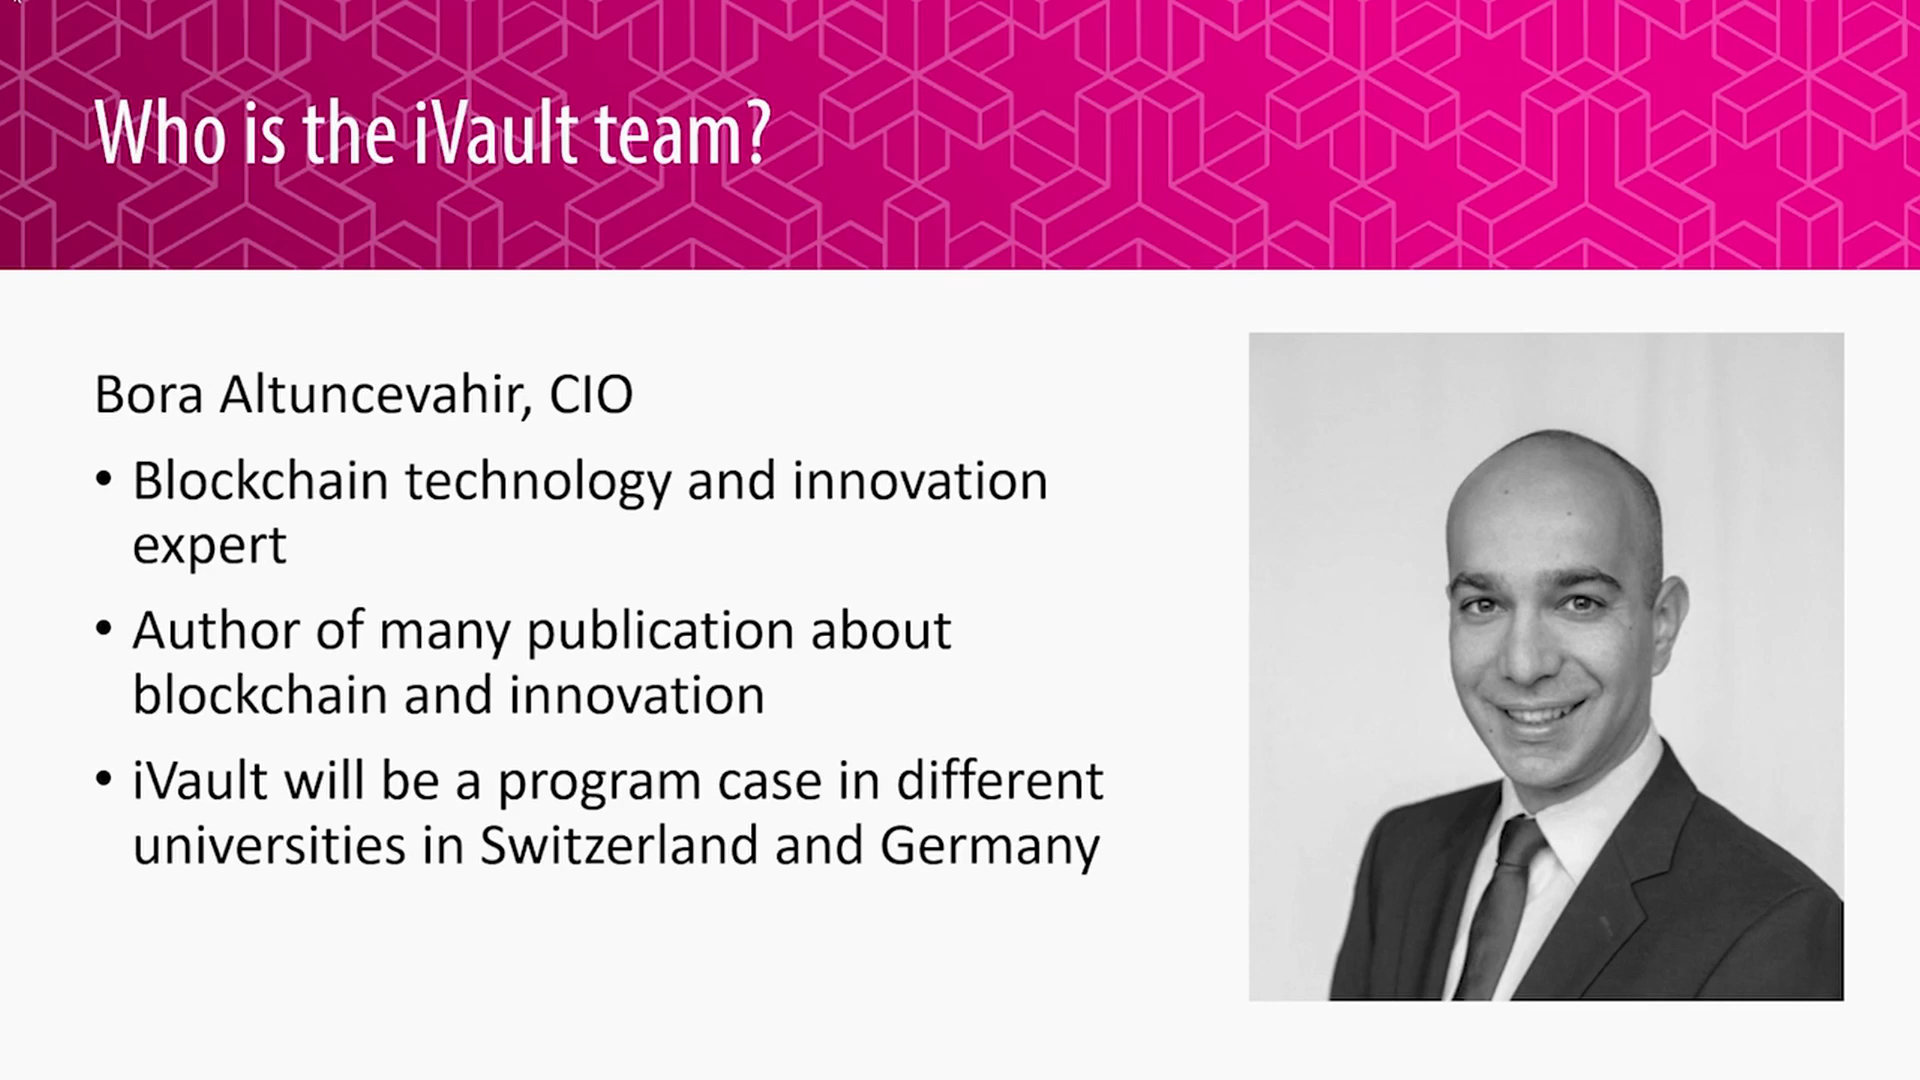 Who is the iVault team?
Bora Altuncevahir, CIO
• Blockchain technology and innovation
expert
• Author of many publication about
blockchain and innovation
• iVault will be a program case in different
universities in Switzerland and Germany